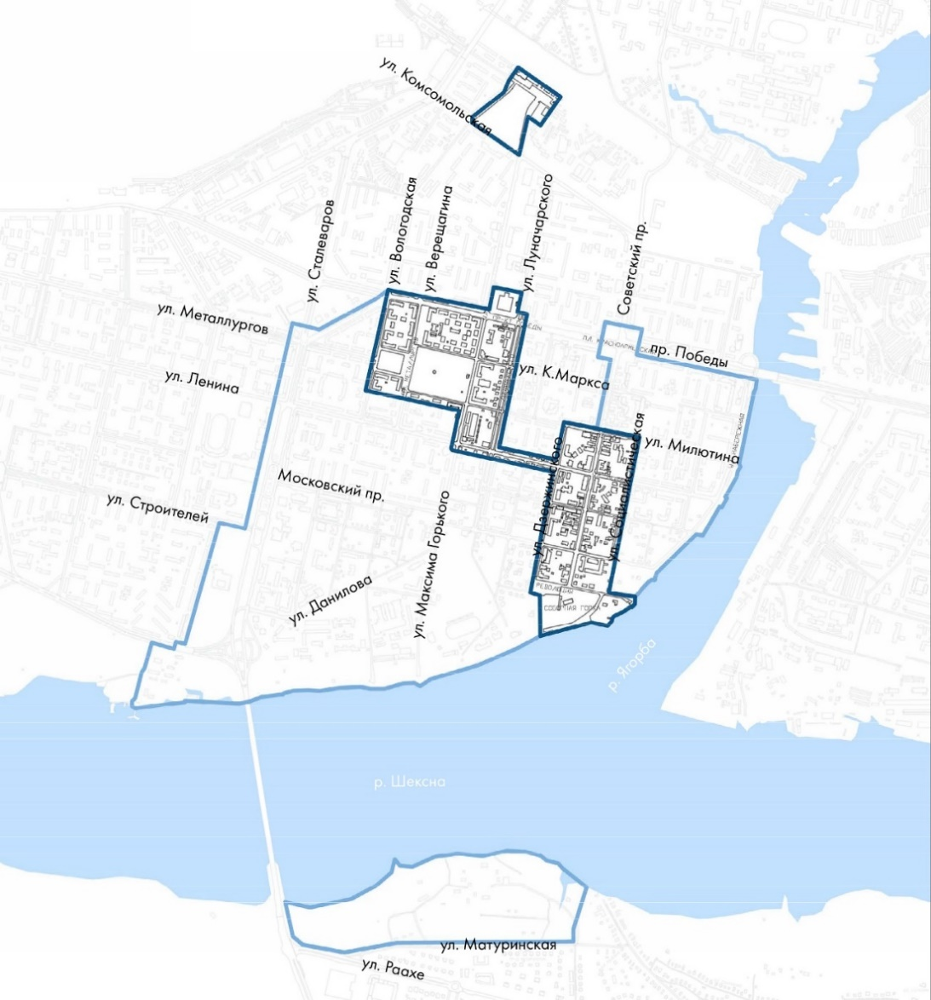 ул. Комсомольская
ул. Сталеваров
ул. Вологодская
ул. Верещагина
ул. Луначарского
Советский пр.
ул. Металлургов
пр. Победы
ул. Ленина
ул. К.Маркса
ул. Милютина
Московский пр.
ул. Строителей
ул. Дзержинского
ул. Социалистическая
ул. Максима Горького
ул. Данилова
СОБОРНАЯ ГОРКА
р. Ягорба
р. Шексна
ул. Матуринская
ул. Раахе